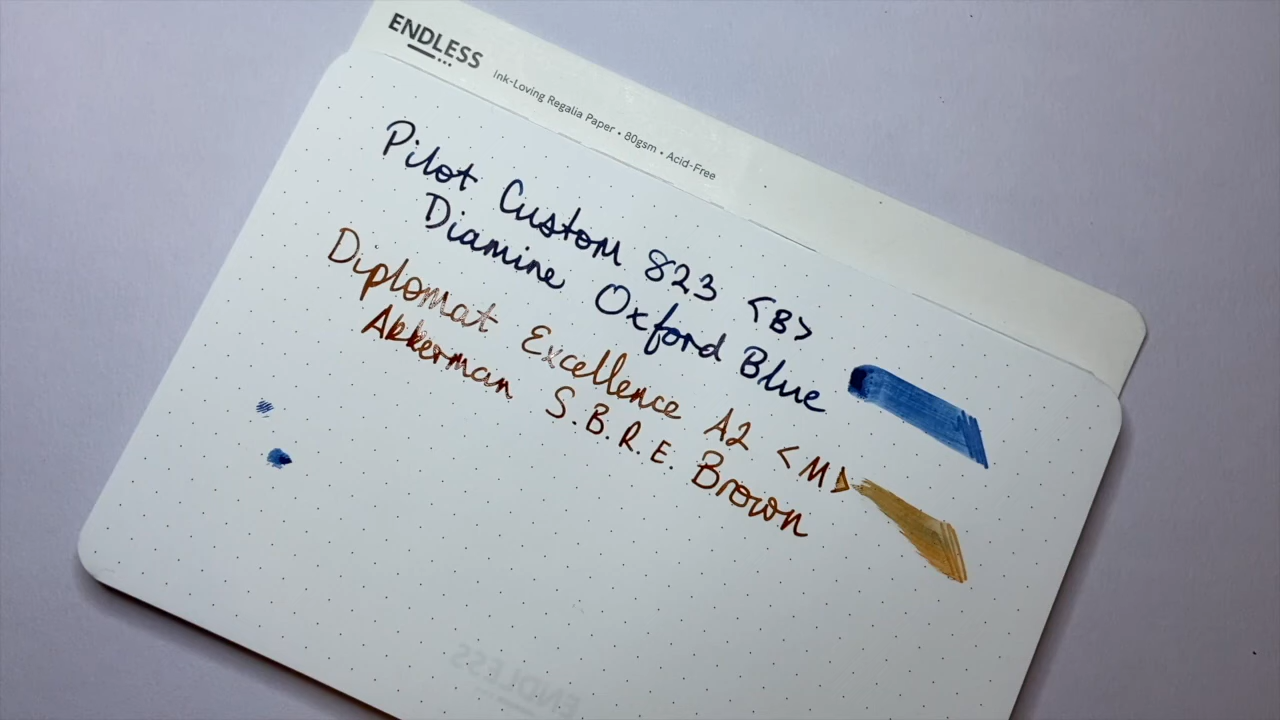 ENDLESS
Ink-Loving Regalia Paper • 80gsm • Acid-Free
Pilot Custom 823 <B>
Diamine Oxford Blue
Diplomat Excellence A2 <M>
Akkerman S.B.R.E. Brown
ENDLESS